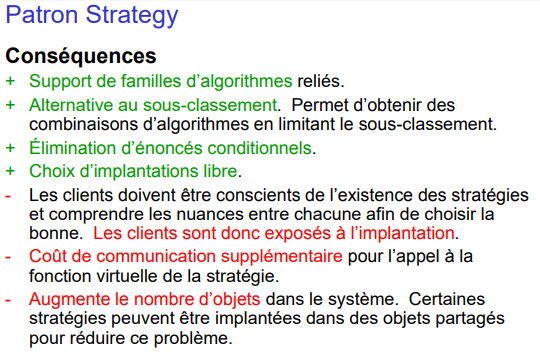 Patron Strategy
Conséquences
+ Support de familles d'algorithmes reliés.
+ Alternative au sous-classement. Permet d'obtenir des
combinaisons d'algorithmes en limitant le sous-classement.
+ Élimination d'énoncés conditionnels.
+ Choix d'implantations libre.
- Les clients doivent être conscients de l'existence des stratégies
et comprendre les nuances entre chacune afin de choisir la
bonne. Les clients sont donc exposés à l'implantation.
- Coût de communication supplémentaire pour l'appel à la
fonction virtuelle de la stratégie.
- Augmente le nombre d'objets dans le système. Certaines
stratégies peuvent être implantées dans des objets partagés
pour réduire ce problème.